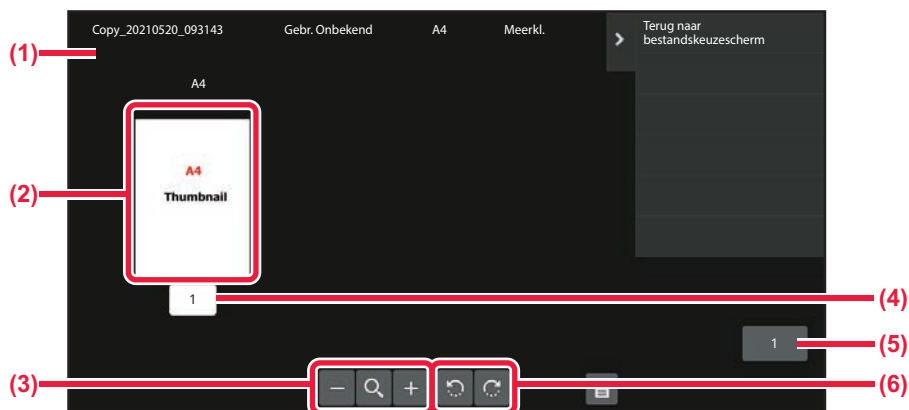 Copy_20210520_093143 Gebr. Onbekend A4 Meerkl.
Terug naar
bestandskeuzescherm
(1)
A4
(2)
A4
Thumbnail
1
(4)
1
(5)
(3)
(6)